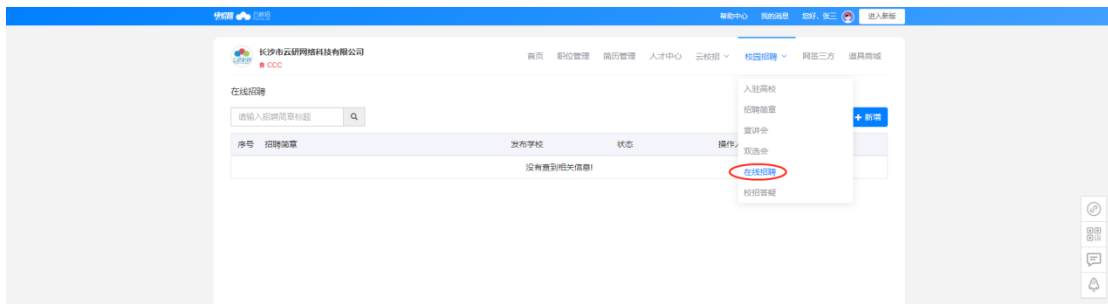 快招聘 云校招 帮助中心 我的消息 您好，张三 进入新版
长沙市云研网络科技有限公司
CCC
首页 职位管理 简历管理 人才中心 云校招 校园招聘 网签三方 道具商城
在线招聘
请输入招聘简章标题
+ 新增
序号 招聘简章 发布学校 状态 操作
没有查到相关信息!
入驻高校
招聘简章
宣讲会
双选会
在线招聘
校招答疑